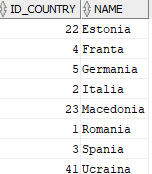 ID_COUNTRY NAME
22 Estonia
4 Franta
5 Germania
2 Italia
23 Macedonia
1 Romania
3 Spania
41 Ucraina